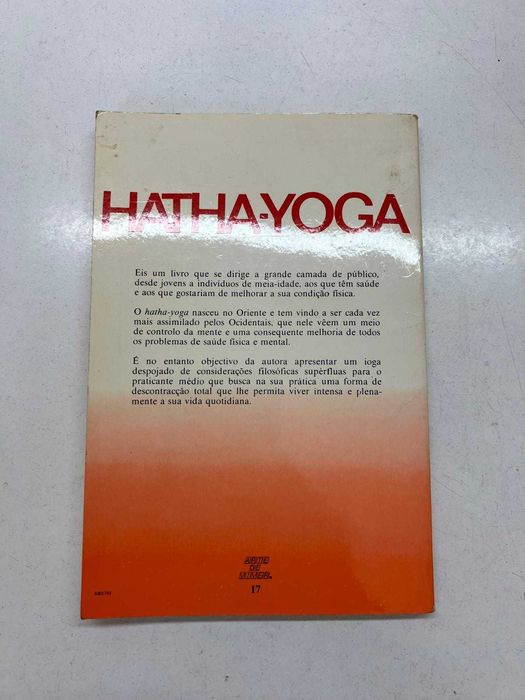 HATHA-YOGA
Eis um livro que se dirige a grande camada de público,
desde jovens a indivíduos de meia-idade, aos que têm saúde
e aos que gostariam de melhorar a sua condição física.
O hatha-yoga nasceu no Oriente e tem vindo a ser cada vez
mais assimilado pelos Ocidentais, que nele vêem um meio
de controlo da mente e uma consequente melhoria de todos
os problemas de saúde física e mental.
É no entanto objectivo da autora apresentar um ioga
despojado de considerações filosóficas supérfluas para o
praticante médio que busca na sua prática uma forma de
descontracção total que lhe permita viver intensa e plena-
mente a sua vida quotidiana.
ARTE
DE
VIVER
17